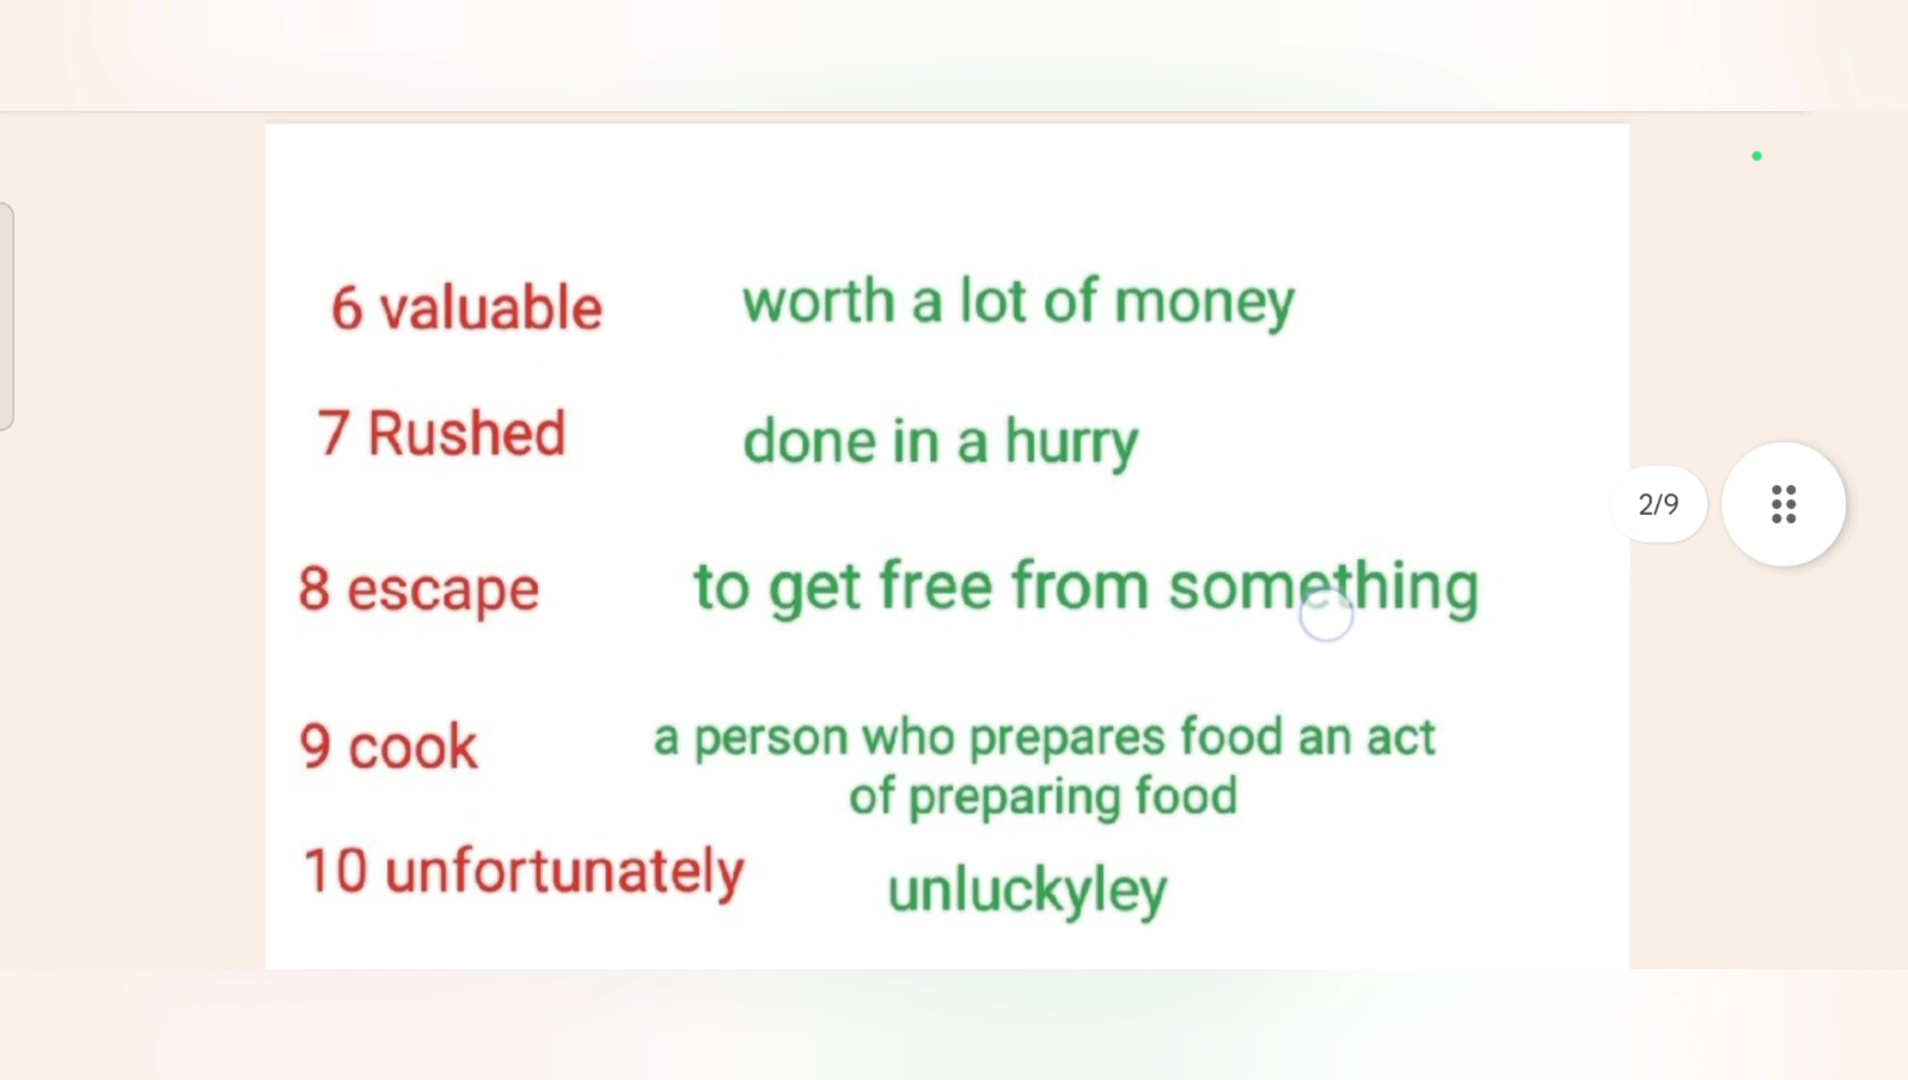 6 valuable worth a lot of money
7 Rushed done in a hurry
2/9
8 escape to get free from something
9 cook a person who prepares food an act
of preparing food
10 unfortunately unluckyley